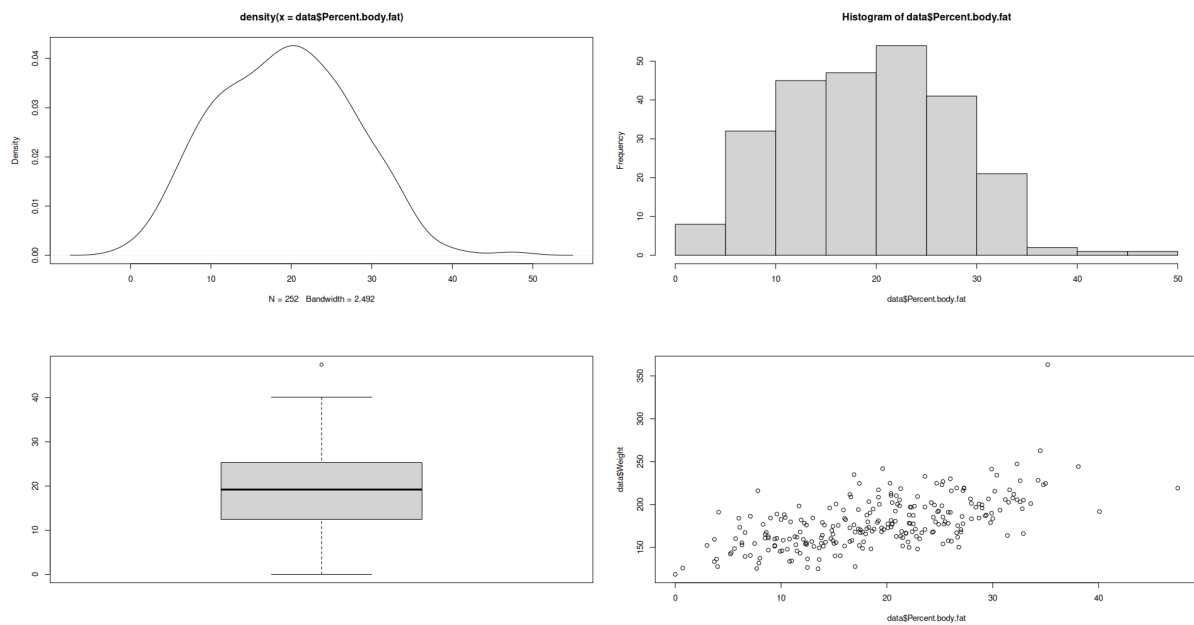 density(x = data$Percent.body.fat)
Density
0.00
0.01
0.02
0.03
0.04
0 10 20 30 40 50
N = 252 Bandwidth = 2.492
Histogram of data$Percent.body.fat
Frequency
0
10
20
30
40
50
0 10 20 30 40 50
data$Percent.body.fat
0
10
20
30
40
data$Weight
150
200
250
300
350
0 10 20 30 40
data$Percent.body.fat